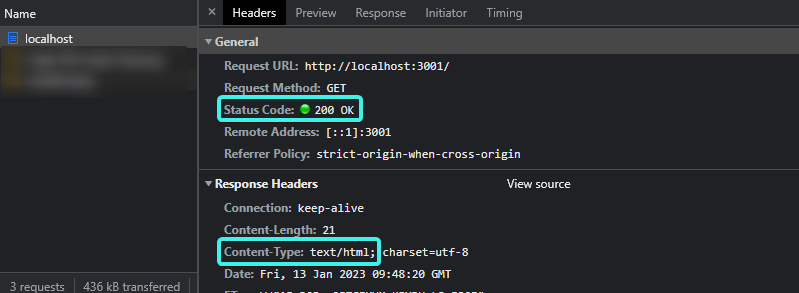 Name
localhost
3 requests 436 kB transferred
× Headers Preview Response Initiator Timing
▼ General
Request URL: http://localhost:3001/
Request Method: GET
Status Code: 200 OK
Remote Address: [::1]:3001
Referrer Policy: strict-origin-when-cross-origin
▼ Response Headers View source
Connection: keep-alive
Content-Length: 21
Content-Type: text/html; charset=utf-8
Date: Fri, 13 Jan 2023 09:48:20 GMT